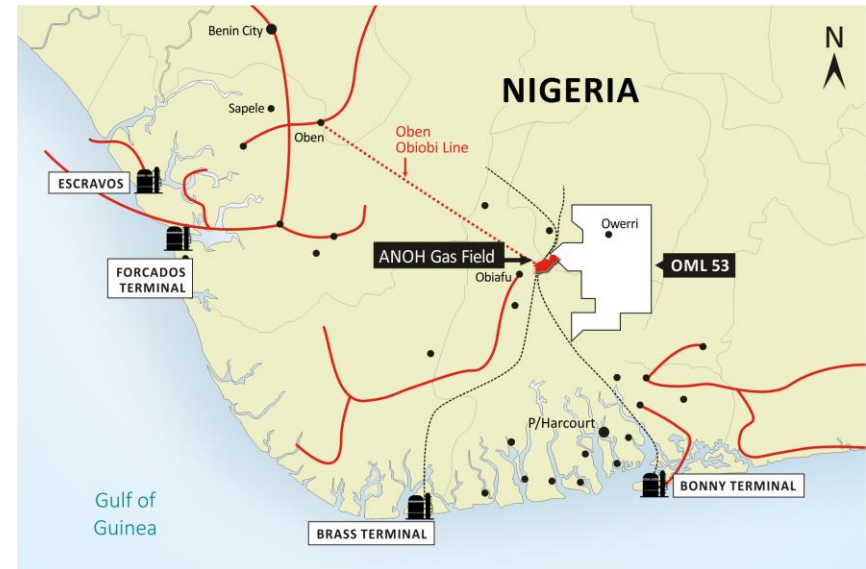 Benin City
N
NIGERIA
Sapele
Oben
Oben
Obiobi Line
ESCRAVOS
Owerri
ANOH Gas Field
OML 53
Obiafu
FORCADOS
TERMINAL
P/Harcourt
BONNY TERMINAL
Gulf of
Guinea
BRASS TERMINAL